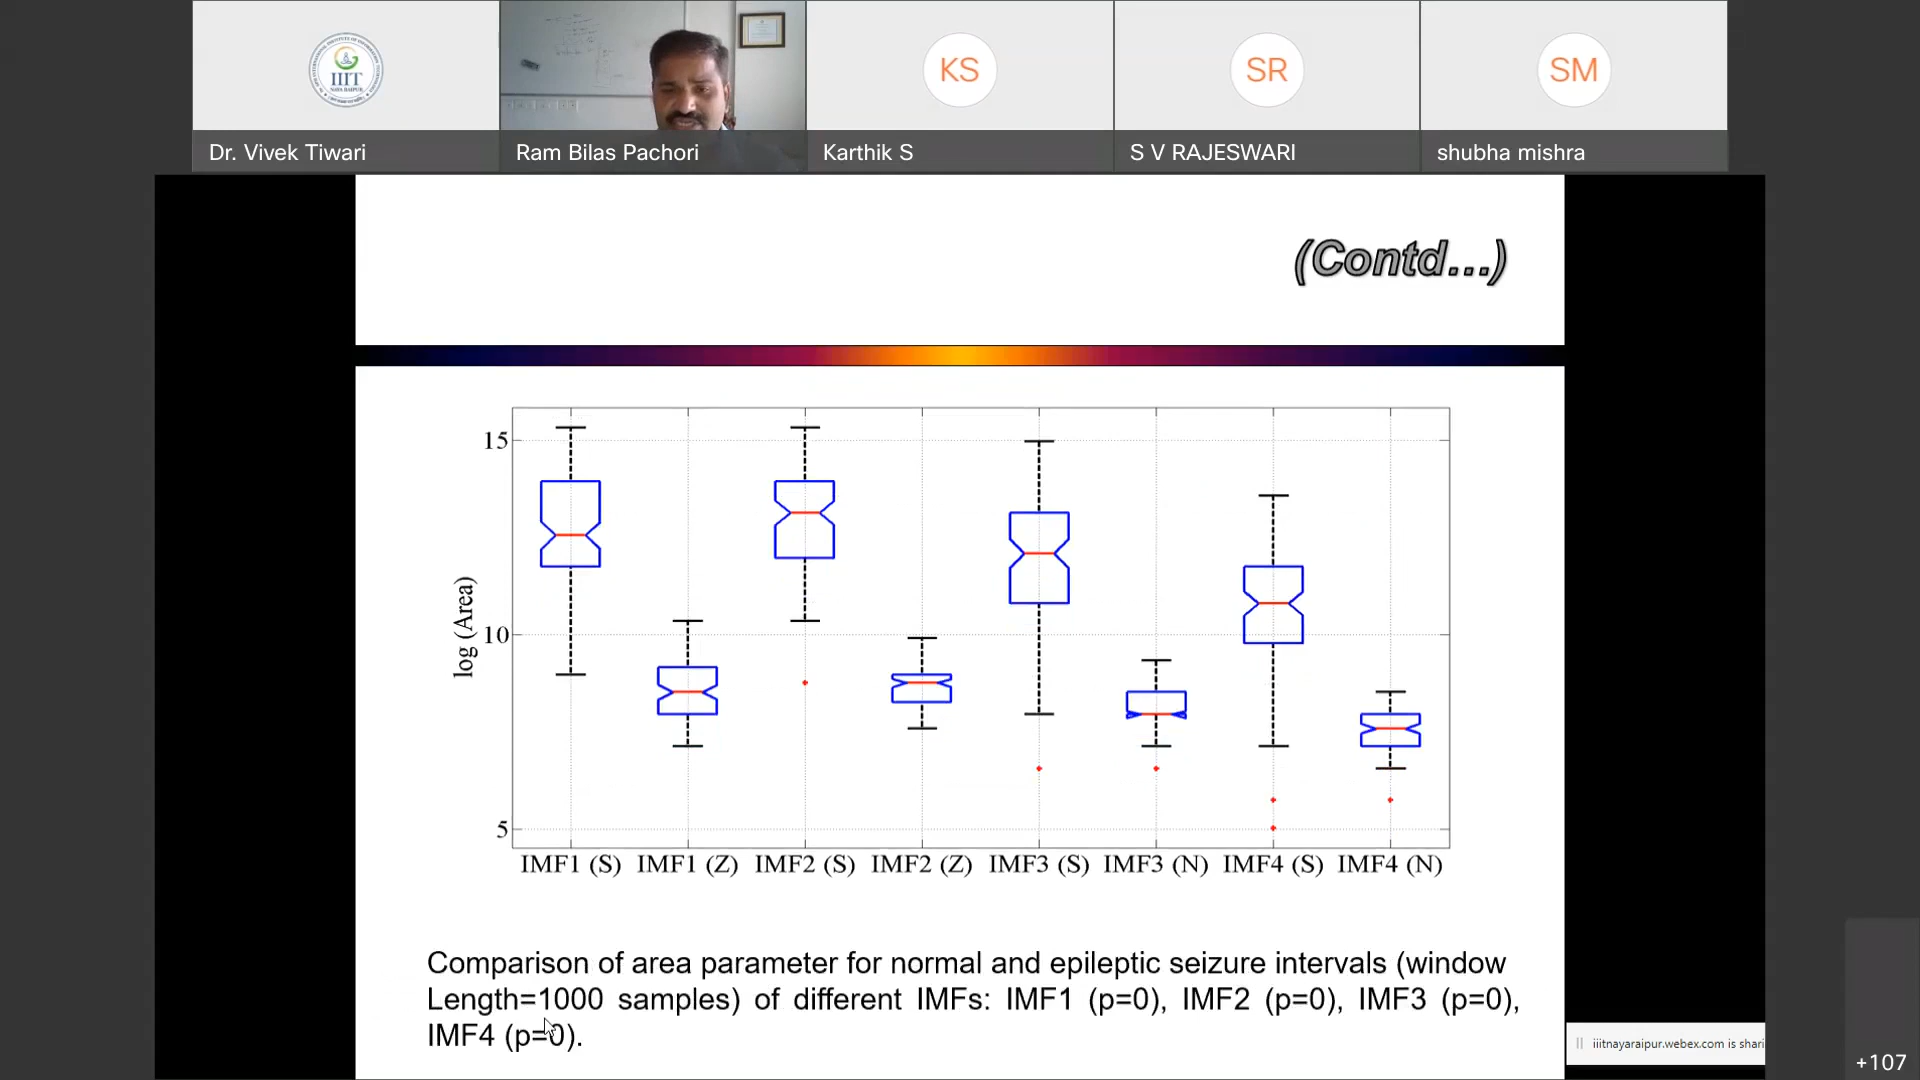 IIIT
NAYA RAIPUR
KS
SR
SM
Dr. Vivek Tiwari
Ram Bilas Pachori
Karthik S
S V RAJESWARI
shubha mishra
(Contd...)
15
10
5
log (Area)
IMF1 (S) IMF1 (Z) IMF2 (S) IMF2 (Z) IMF3 (S) IMF3 (N) IMF4 (S) IMF4 (N)
Comparison of area parameter for normal and epileptic seizure intervals (window
Length=1000 samples) of different IMFs: IMF1 (p=0), IMF2 (p=0), IMF3 (p=0),
IMF4 (p=0).
iiitnayaraipur.webex.com is shari
+107